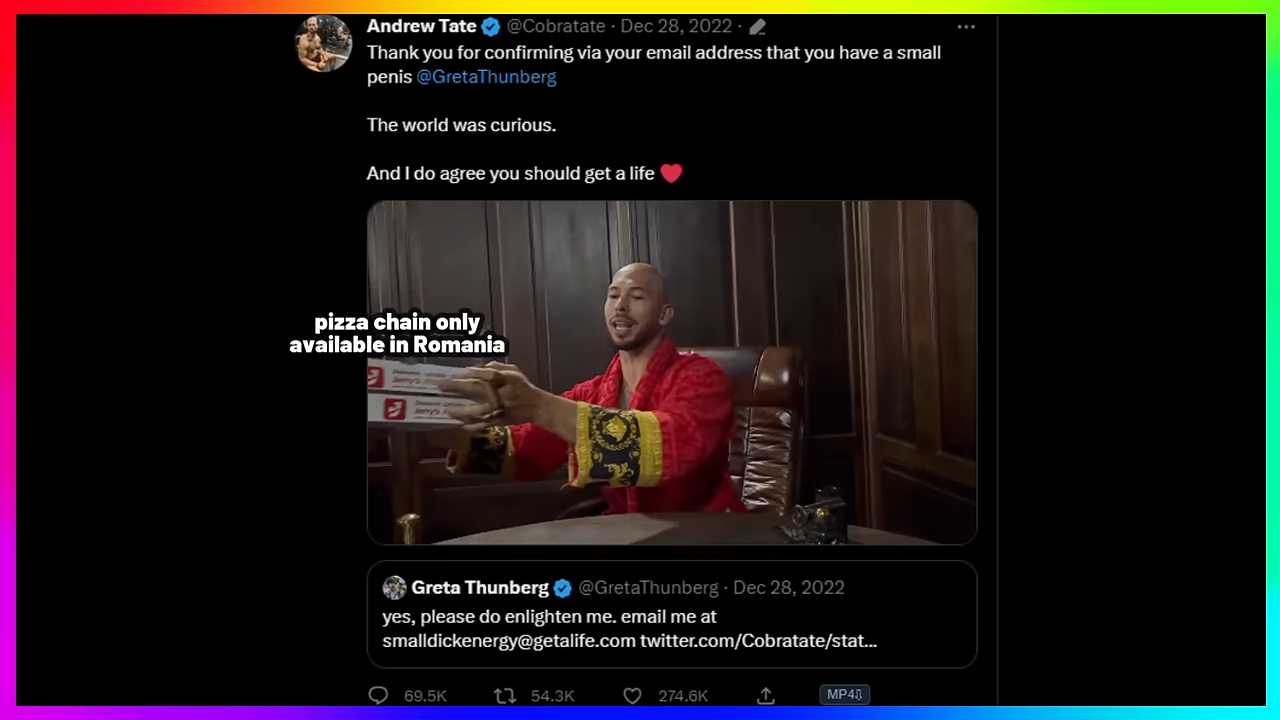 Andrew Tate @Cobratate · Dec 28, 2022 ·
Thank you for confirming via your email address that you have a small
penis @GretaThunberg
The world was curious.
And I do agree you should get a life ❤️
pizza chain only
available in Romania
Jerry's
Jerry's
Greta Thunberg @GretaThunberg · Dec 28, 2022
yes, please do enlighten me. email me at
smalldickenergy@getalife.com twitter.com/Cobratate/stat...
69.5K 54.3K 274.6K MP48